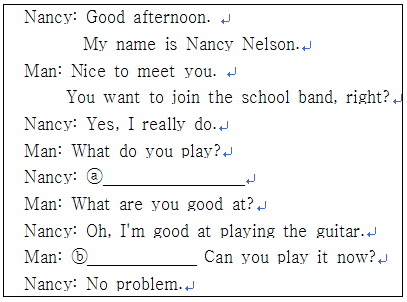 Nancy: Good afternoon. ↵
My name is Nancy Nelson.↵
Man: Nice to meet you. ↵
You want to join the school band, right?↵
Nancy: Yes, I really do.↵
Man: What do you play?↵
Nancy: ⓐ_________________↵
Man: What are you good at?↵
Nancy: Oh, I'm good at playing the guitar.↵
Man: ⓑ_____________ Can you play it now?↵
Nancy: No problem.↵